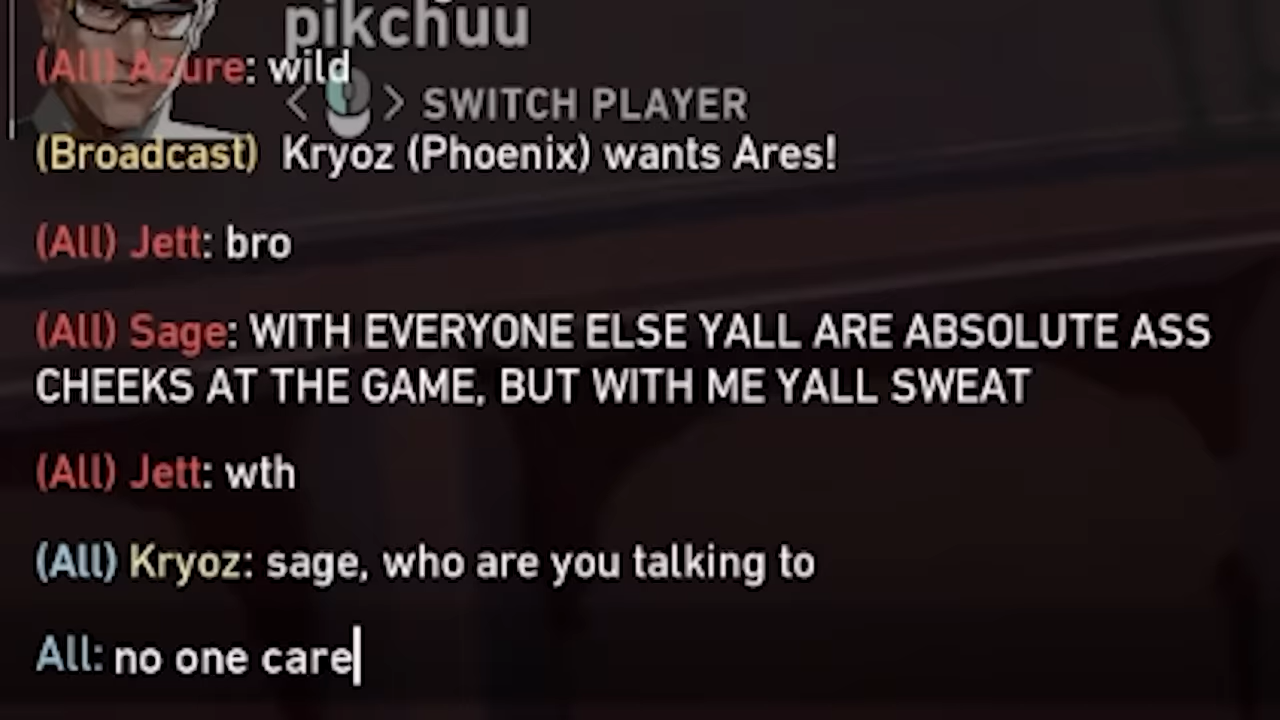 pikchuu
(All) Azure: wild
< > SWITCH PLAYER
(Broadcast) Kryoz (Phoenix) wants Ares!
(All) Jett: bro
(All) Sage: WITH EVERYONE ELSE YALL ARE ABSOLUTE ASS
CHEEKS AT THE GAME, BUT WITH ME YALL SWEAT
(All) Jett: wth
(All) Kryoz: sage, who are you talking to
All: no one care